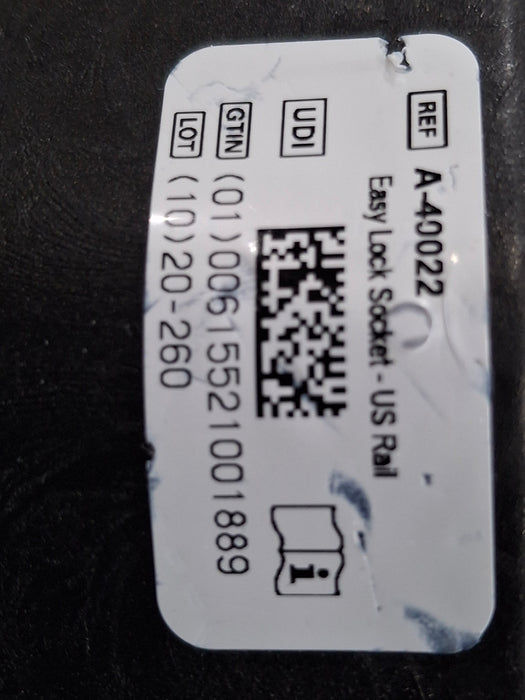 REF A-40022
Easy Lock Socket - US Rail
UDI
GTIN (01)00615521001889
LOT (10)20-260